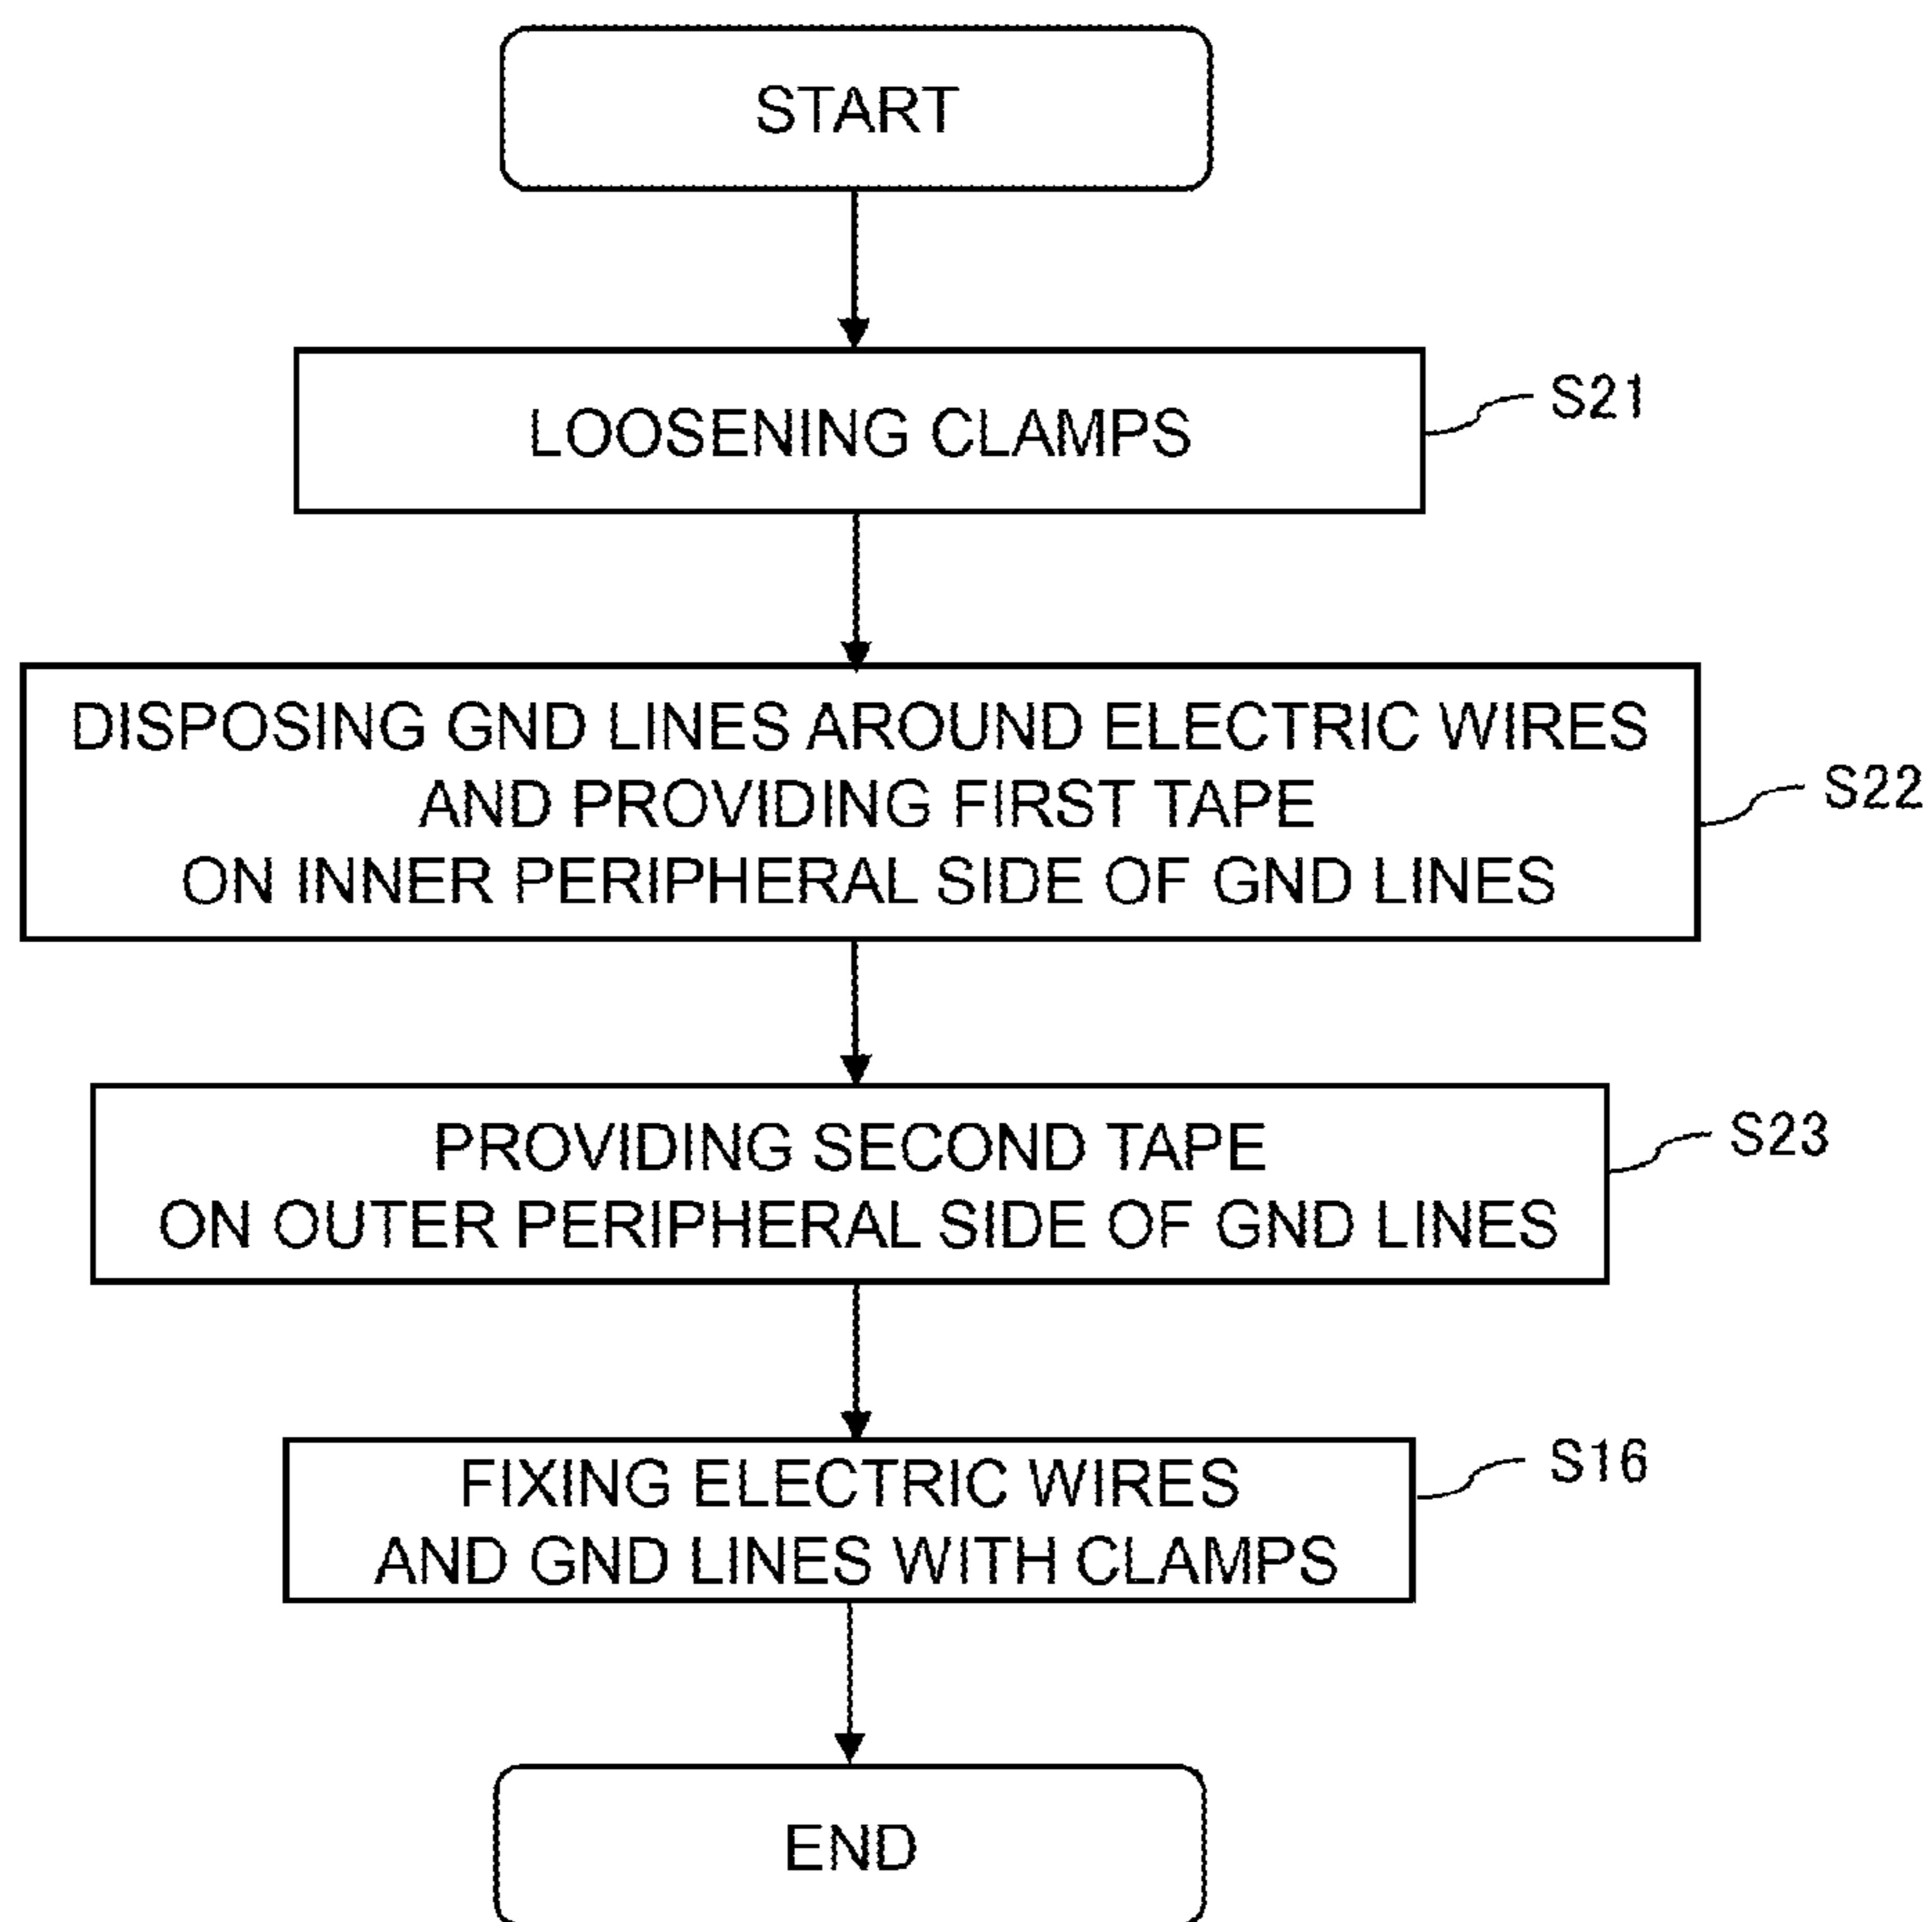 START
LOOSENING CLAMPS
S21
DISPOSING GND LINES AROUND ELECTRIC WIRES
AND PROVIDING FIRST TAPE
ON INNER PERIPHERAL SIDE OF GND LINES
S22
PROVIDING SECOND TAPE
ON OUTER PERIPHERAL SIDE OF GND LINES
S23
FIXING ELECTRIC WIRES
AND GND LINES WITH CLAMPS
S16
END